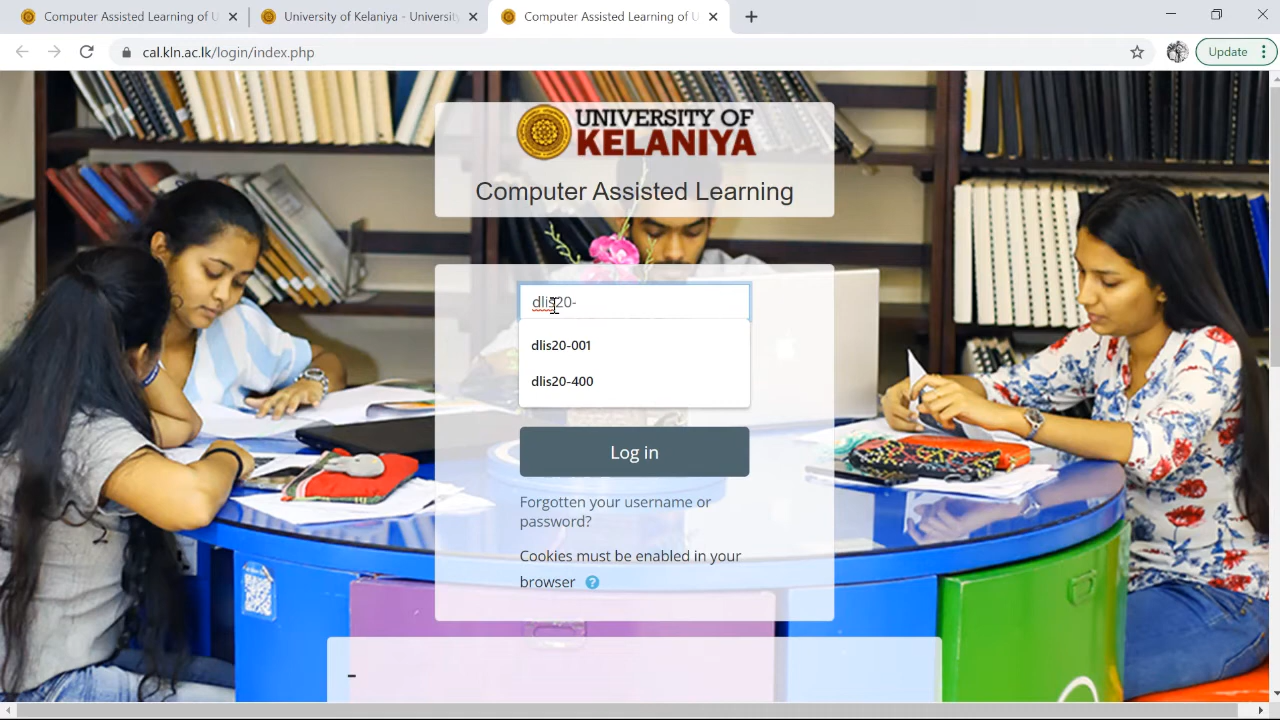 Computer Assisted Learning of U
University of Kelaniya - University
Computer Assisted Learning of U
cal.kln.ac.lk/login/index.php
Update
UNIVERSITY OF
KELANIYA
Computer Assisted Learning
dlis20-
dlis20-001
dlis20-400
Log in
Forgotten your username or
password?
Cookies must be enabled in your
browser ?
-